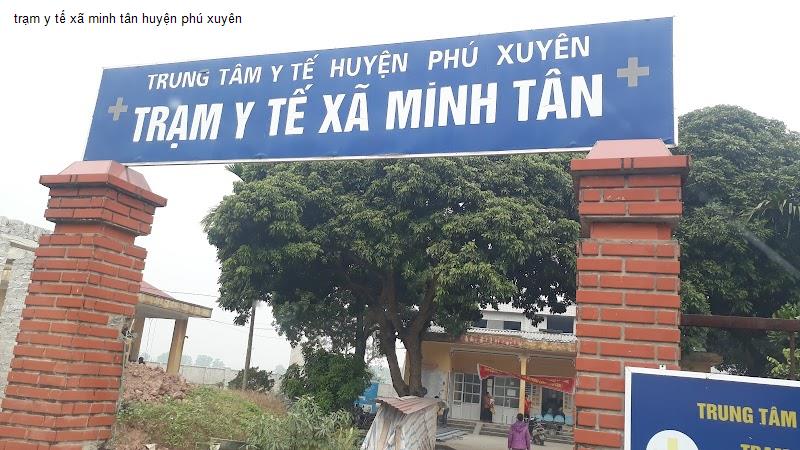 trạm y tế xã minh tân huyện phú xuyên
TRUNG TÂM Y TẾ HUYỆN PHÚ XUYÊN
TRẠM Y TẾ XÃ MINH TÂN
TRUNG TÂM